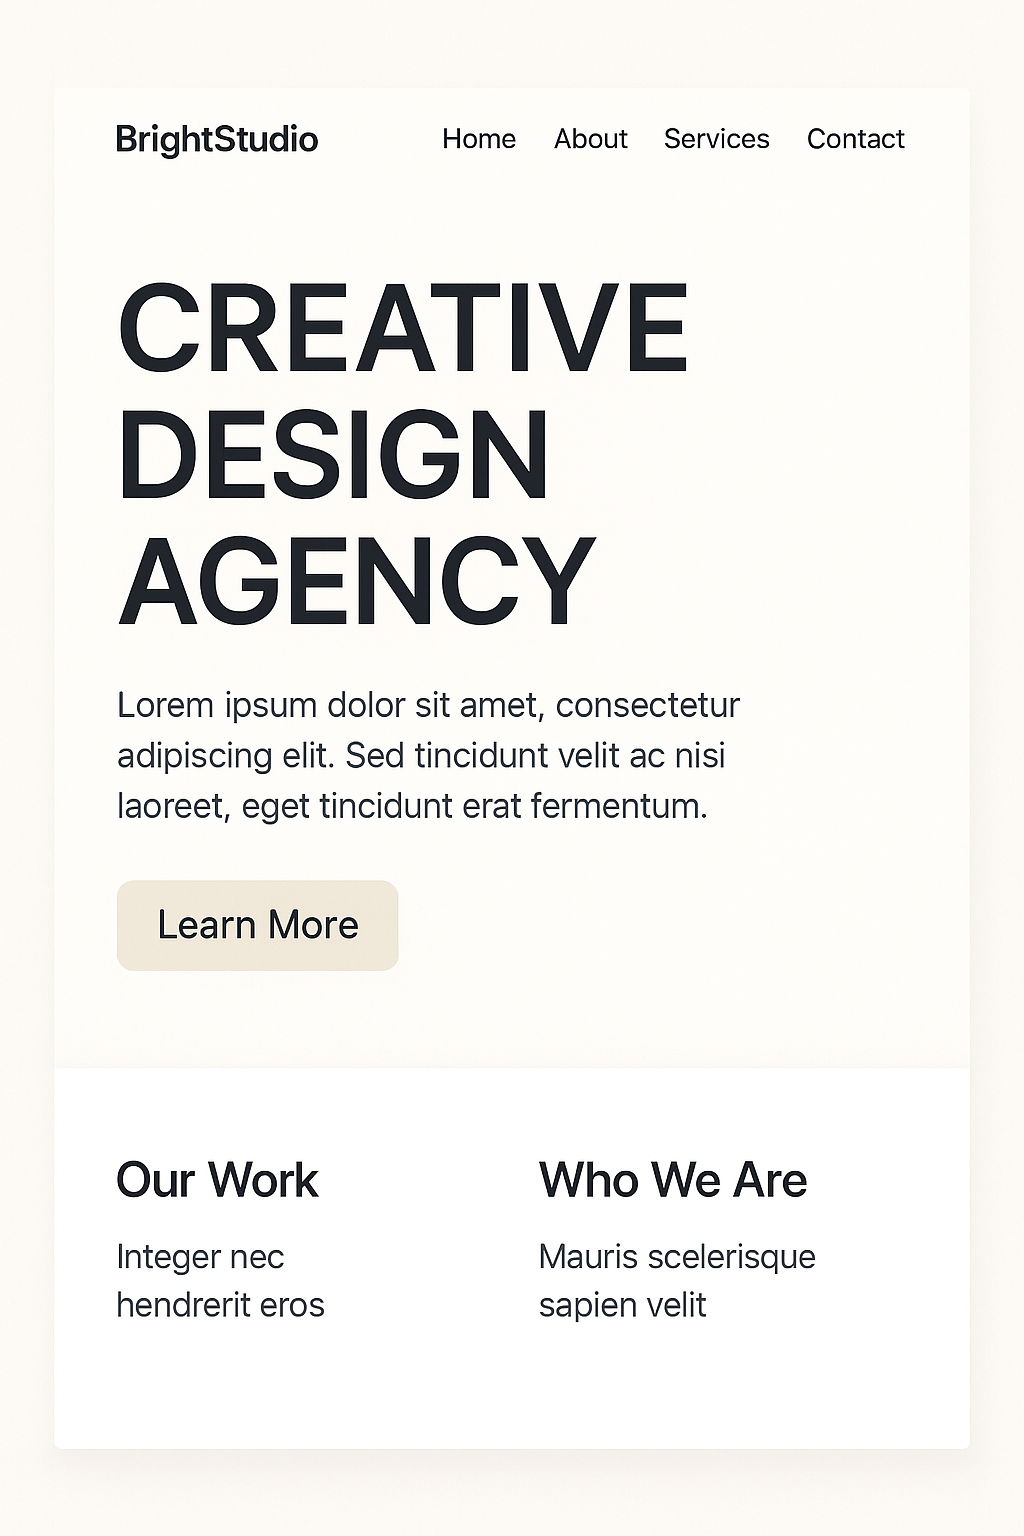 BrightStudio
Home About Services Contact
CREATIVE
DESIGN
AGENCY
Lorem ipsum dolor sit amet, consectetur
adipiscing elit. Sed tincidunt velit ac nisi
laoreet, eget tincidunt erat fermentum.
Learn More
Our Work
Integer nec
hendrerit eros
Who We Are
Mauris scelerisque
sapien velit